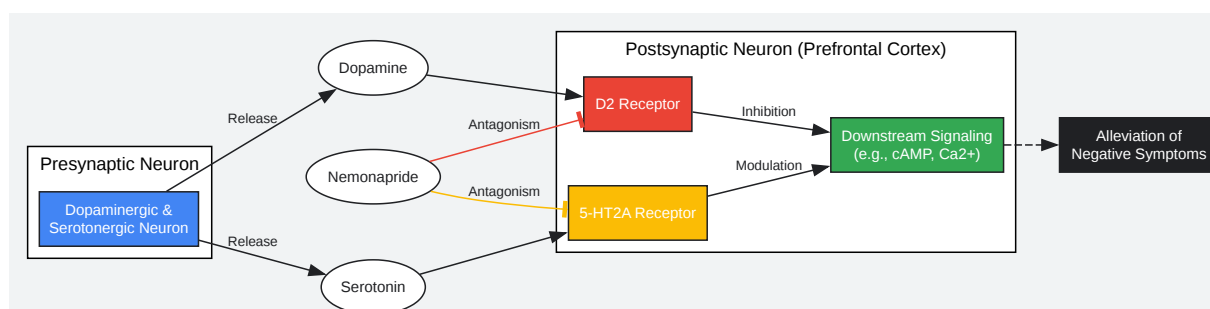 Presynaptic Neuron
Dopaminergic &
Serotonergic Neuron
Release
Release
Dopamine
Nemonapride
Serotonin
Antagonism
Antagonism
Postsynaptic Neuron (Prefrontal Cortex)
D2 Receptor
5-HT2A Receptor
Inhibition
Modulation
Downstream Signaling
(e.g., cAMP, Ca2+)
Alleviation of
Negative Symptoms